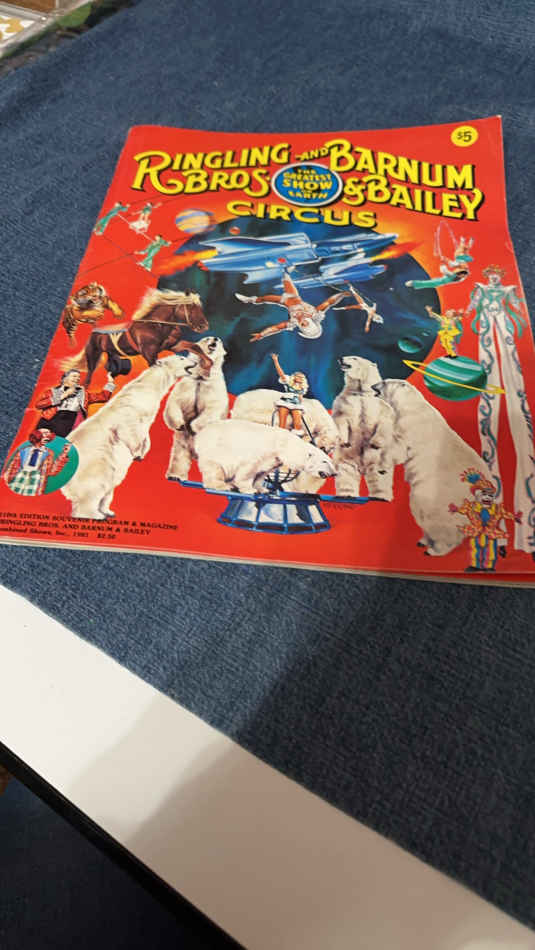 $5
RINGLING AND BARNUM
BROS & BAILEY
THE
GREATEST
SHOW
ON
EARTH
CIRCUS
EDITION SOUVENIR PROGRAM & MAGAZINE
RINGLING BROS. AND BARNUM & BAILEY
Combined Shows, Inc., 1981 $2.50